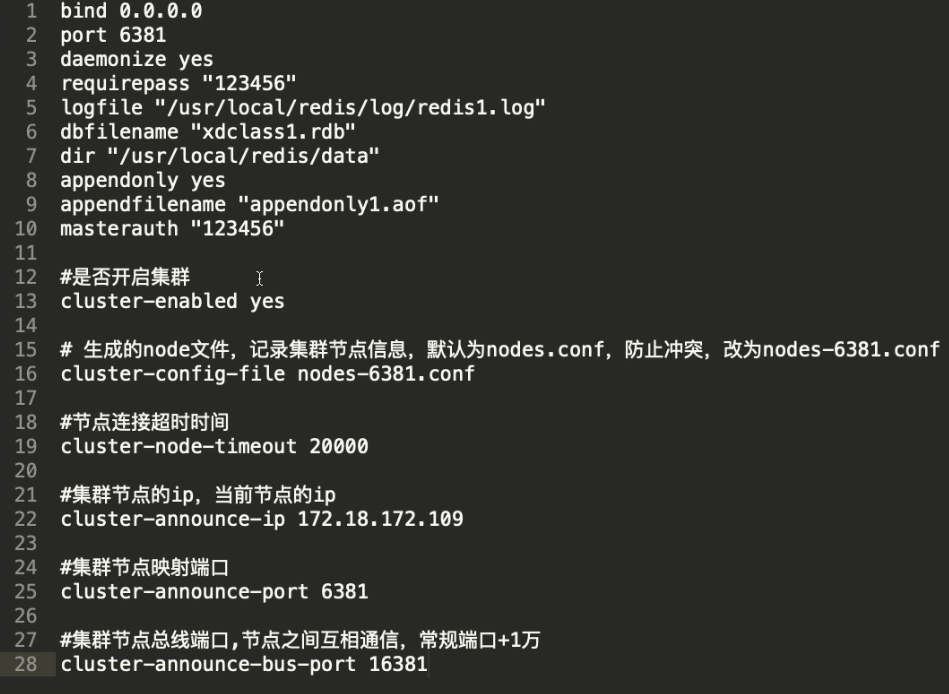 1 bind 0.0.0.0
2 port 6381
3 daemonize yes
4 requirepass "123456"
5 logfile "/usr/local/redis/log/redis1.log"
6 dbfilename "xdclass1.rdb"
7 dir "/usr/local/redis/data"
8 appendonly yes
9 appendfilename "appendonly1.aof"
10 masterauth "123456"
11
12 #是否开启集群
13 cluster-enabled yes
14
15 # 生成的node文件，记录集群节点信息，默认为nodes.conf，防止冲突，改为nodes-6381.conf
16 cluster-config-file nodes-6381.conf
17
18 #节点连接超时时间
19 cluster-node-timeout 20000
20
21 #集群节点的ip，当前节点的ip
22 cluster-announce-ip 172.18.172.109
23
24 #集群节点映射端口
25 cluster-announce-port 6381
26
27 #集群节点总线端口,节点之间互相通信，常规端口+1万
28 cluster-announce-bus-port 16381